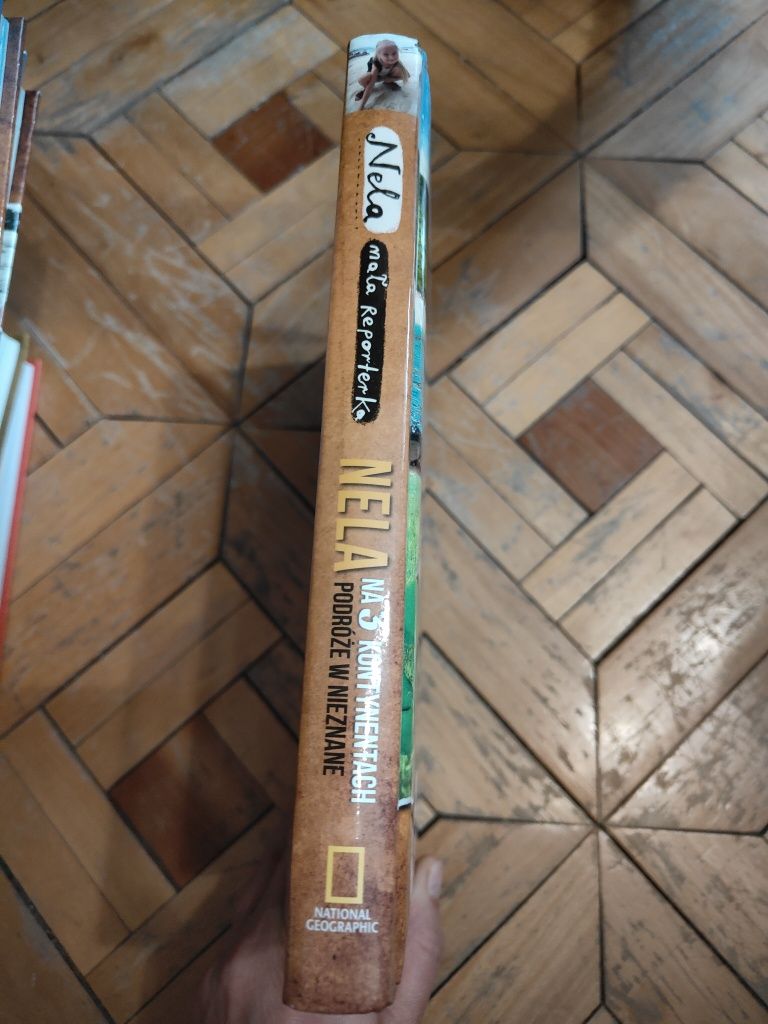 Nela
mała Reporterka
NELA
NA 3 KONTYNENTACH
PODRÓŻE W NIEZNANE
NATIONAL
GEOGRAPHIC